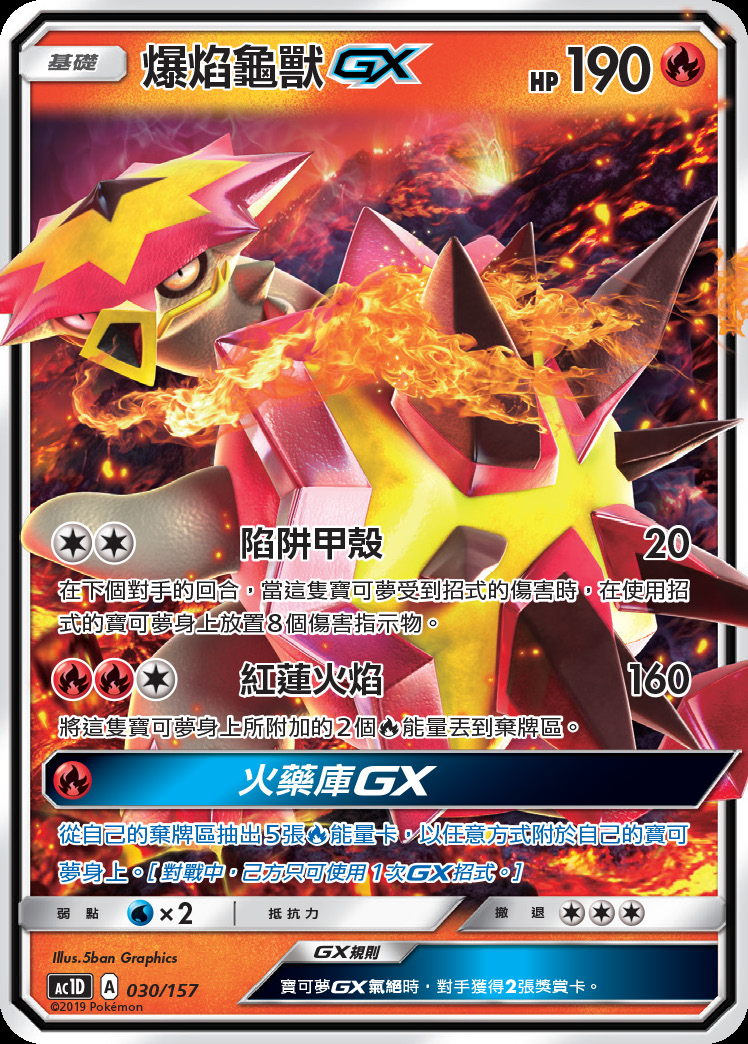 基礎 爆焰龜獸GX HP 190
陷阱甲殼 20
在下個對手的回合,當這隻寶可夢受到招式的傷害時,在使用招
式的寶可夢身上放置8個傷害指示物。
紅蓮火焰 160
將這隻寶可夢身上所附加的2個能量丟到棄牌區。
火藥庫GX
從自己的棄牌區抽出5張能量卡,以任意方式附於自己的寶可
夢身上。[對戰中,己方只可使用1次GX招式。]
弱點 ×2 抵抗力 撤退
Illus.5ban Graphics
GX規則
AC1D A 030/157
寶可夢GX氣絕時,對手獲得2張獎賞卡。
©2019 Pokémon